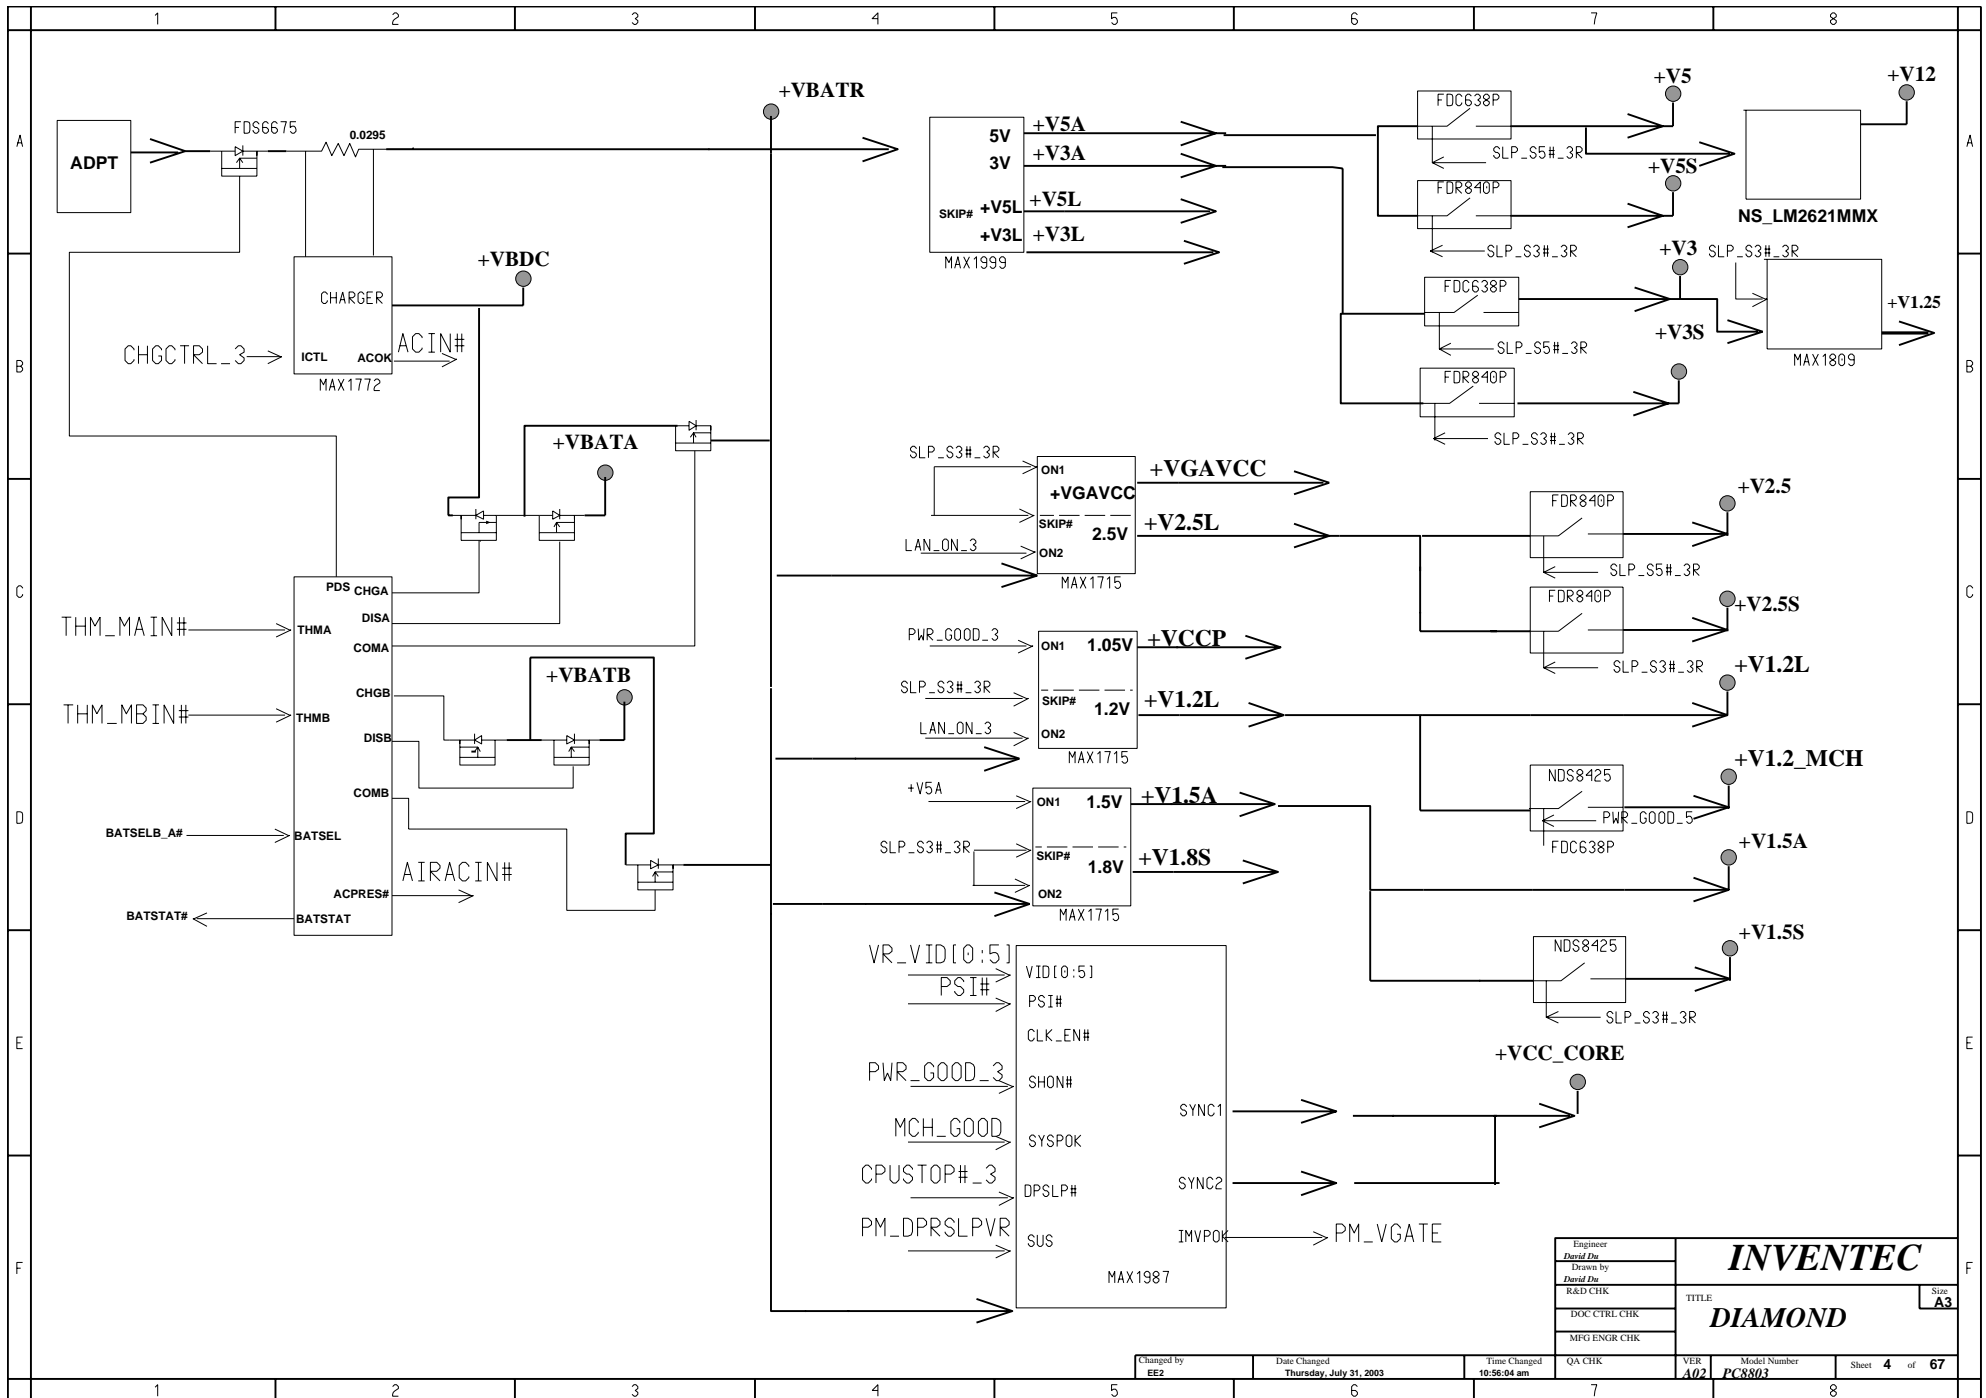 1 2 3 4 5 6 7 8
A
B
C
D
E
F
A
B
C
D
E
F
ADPT
FDS6675
0.0295
+VBATR
CHARGER
+VBDC
CHGCTRL_3
ICTL
ACOK
ACIN#
MAX1772
+VBATA
PDS
CHGA
DISA
COMA
CHGB
DISB
COMB
THM_MAIN#
THMA
THM_MBIN#
THMB
+VBATB
BATSELB_A#
BATSEL
ACPRES#
AIRACIN#
BATSTAT#
BATSTAT
5V
+V5A
3V
+V3A
SKIP#
+V5L
+V5L
+V3L
+V3L
MAX1999
FDC638P
SLP_S5#_3R
+V5
FDR840P
SLP_S3#_3R
+V5S
+V12
NS_LM2621MMX
FDC638P
SLP_S5#_3R
+V3
FDR840P
SLP_S3#_3R
+V3S
SLP_S3#_3R
+V1.25
MAX1809
SLP_S3#_3R
ON1
+VGAVCC
+VGAVCC
SKIP#
2.5V
+V2.5L
LAN_ON_3
ON2
MAX1715
FDR840P
SLP_S5#_3R
+V2.5
FDR840P
SLP_S3#_3R
+V2.5S
PWR_GOOD_3
ON1
1.05V
+VCCP
SLP_S3#_3R
SKIP#
1.2V
+V1.2L
LAN_ON_3
ON2
MAX1715
+V1.2L
NDS8425
PWR_GOOD_5
FDC638P
+V1.2_MCH
+V5A
ON1
1.5V
+V1.5A
SLP_S3#_3R
SKIP#
1.8V
+V1.8S
ON2
MAX1715
+V1.5A
NDS8425
SLP_S3#_3R
+V1.5S
VR_VID[0:5]
VID[0:5]
PSI#
PSI#
CLK_EN#
PWR_GOOD_3
SHON#
MCH_GOOD
SYSPOK
CPUSTOP#_3
DPSLP#
PM_DPRSLPVR
SUS
SYNC1
SYNC2
IMVPOK
PM_VGATE
MAX1987
+VCC_CORE
Engineer
David Du
Drawn by
David Du
R&D CHK
DOC CTRL CHK
MFG ENGR CHK
QA CHK
INVENTEC
TITLE
DIAMOND
Size
A3
Changed by
EE2
Date Changed
Thursday, July 31, 2003
Time Changed
10:56:04 am
VER
A02
Model Number
PC8803
Sheet 4 of 67
1 2 3 4 5 6 7 8